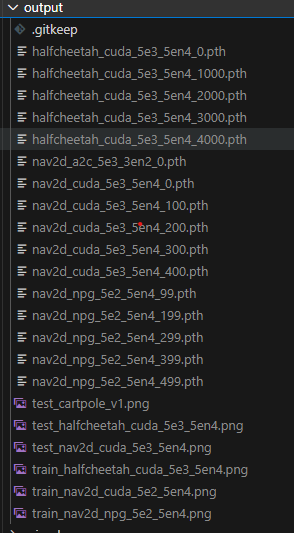 output
.gitkeep
halfcheetah_cuda_5e3_5en4_0.pth
halfcheetah_cuda_5e3_5en4_1000.pth
halfcheetah_cuda_5e3_5en4_2000.pth
halfcheetah_cuda_5e3_5en4_3000.pth
halfcheetah_cuda_5e3_5en4_4000.pth
nav2d_a2c_5e3_3en2_0.pth
nav2d_cuda_5e3_5en4_0.pth
nav2d_cuda_5e3_5en4_100.pth
nav2d_cuda_5e3_5en4_200.pth
nav2d_cuda_5e3_5en4_300.pth
nav2d_cuda_5e3_5en4_400.pth
nav2d_npg_5e2_5en4_99.pth
nav2d_npg_5e2_5en4_199.pth
nav2d_npg_5e2_5en4_299.pth
nav2d_npg_5e2_5en4_399.pth
nav2d_npg_5e2_5en4_499.pth
test_cartpole_v1.png
test_halfcheetah_cuda_5e3_5en4.png
test_nav2d_cuda_5e3_5en4.png
train_halfcheetah_cuda_5e3_5en4.png
train_nav2d_cuda_5e2_5en4.png
train_nav2d_npg_5e2_5en4.png